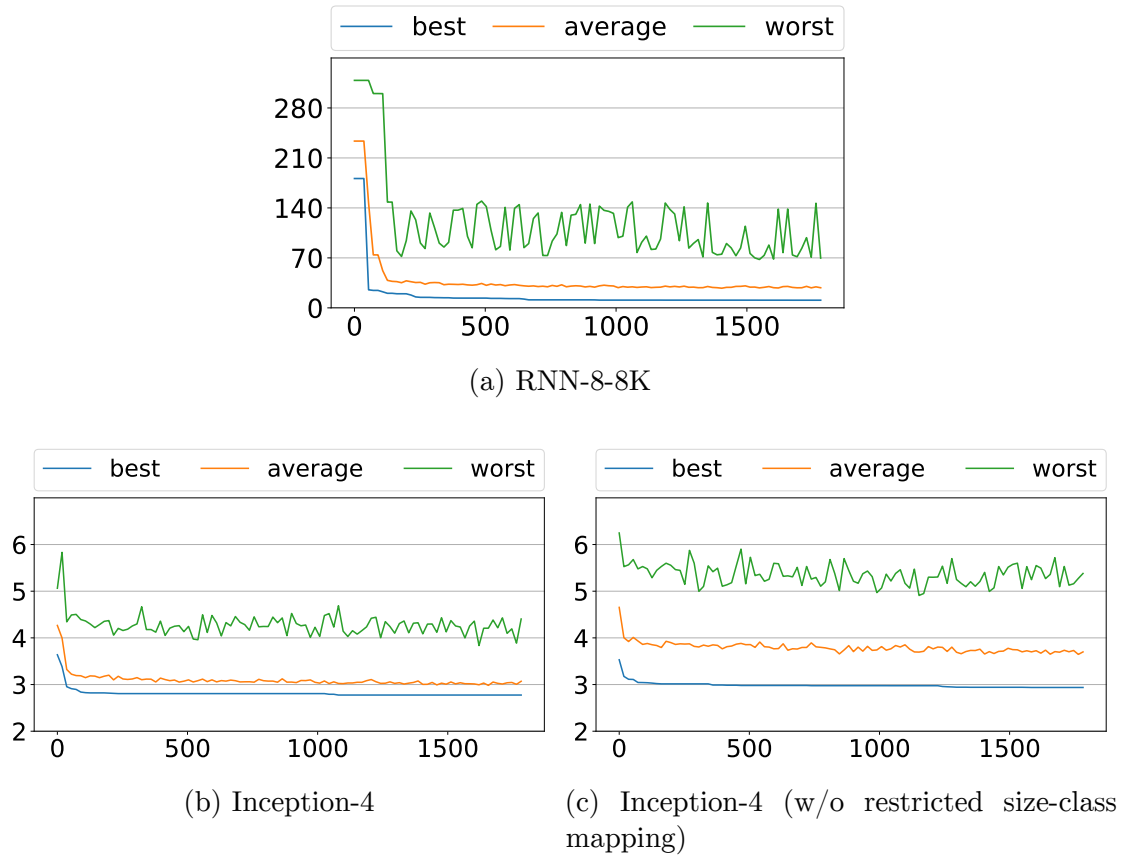 best average worst
280
210
140
70
0
0 500 1000 1500
(a) RNN-8-8K
best average worst
6
5
4
3
2
0 500 1000 1500
(b) Inception-4
best average worst
6
5
4
3
2
0 500 1000 1500
(c) Inception-4 (w/o restricted size-class
mapping)